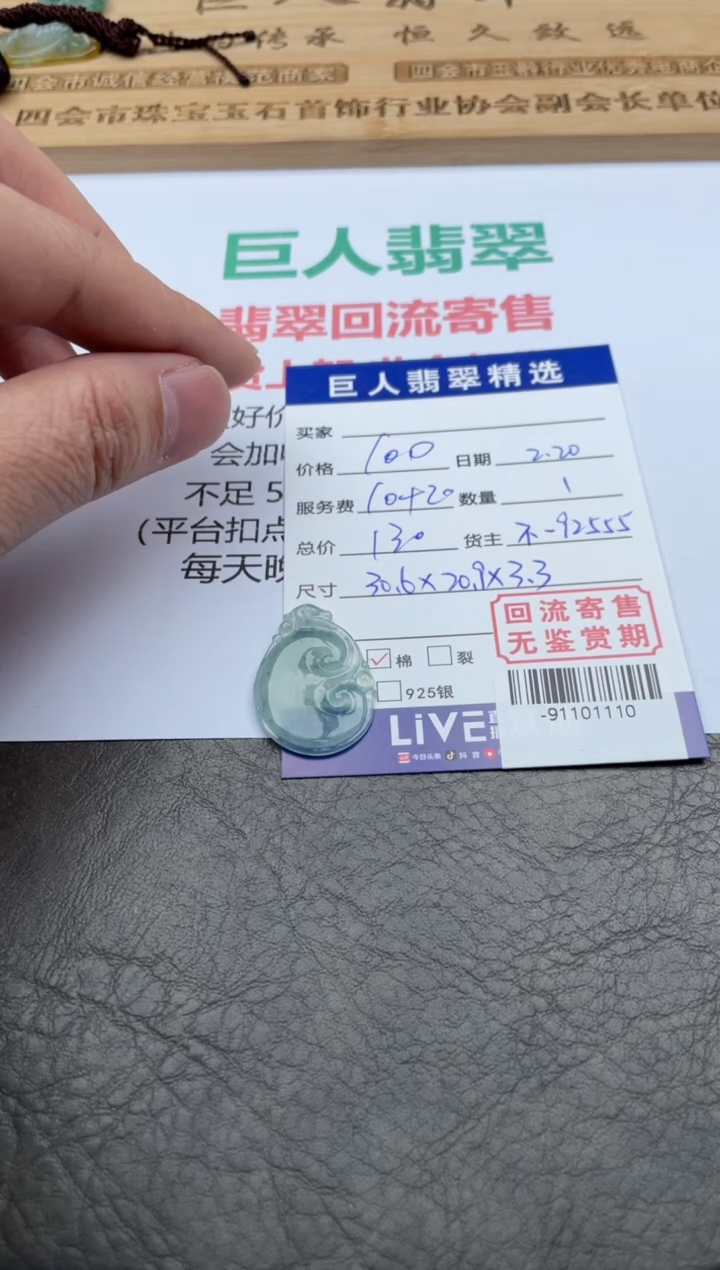 传承 恒久致远
四会市诚信经营示范商家
四会市玉器行业优秀电商企
四会市珠宝玉石首饰行业协会副会长单位
巨人翡翠
翡翠回流寄售
好价
会加
不足 5
(平台扣点
每天晚
巨人翡翠精选
买家
价格 100 日期 2.20
服务费 10+20 数量 1
总价 130 货主 不-92555
尺寸 30.6×20.9×3.3
回流寄售
无鉴赏期
棉 裂
925银
-91101110
LiVE 直播
今日头条 抖音